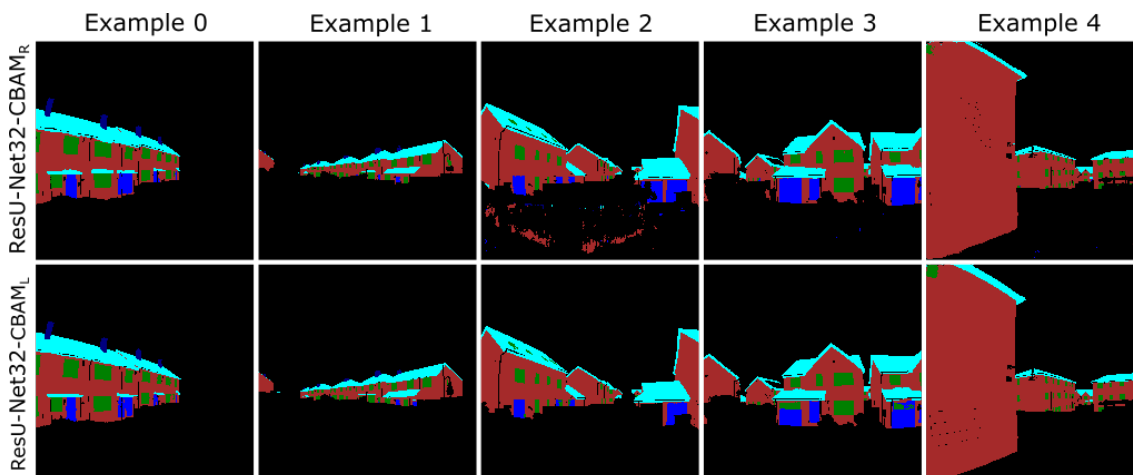 Example 0
Example 1
Example 2
Example 3
Example 4
ResU-Net32-CBAM_R
ResU-Net32-CBAM_L